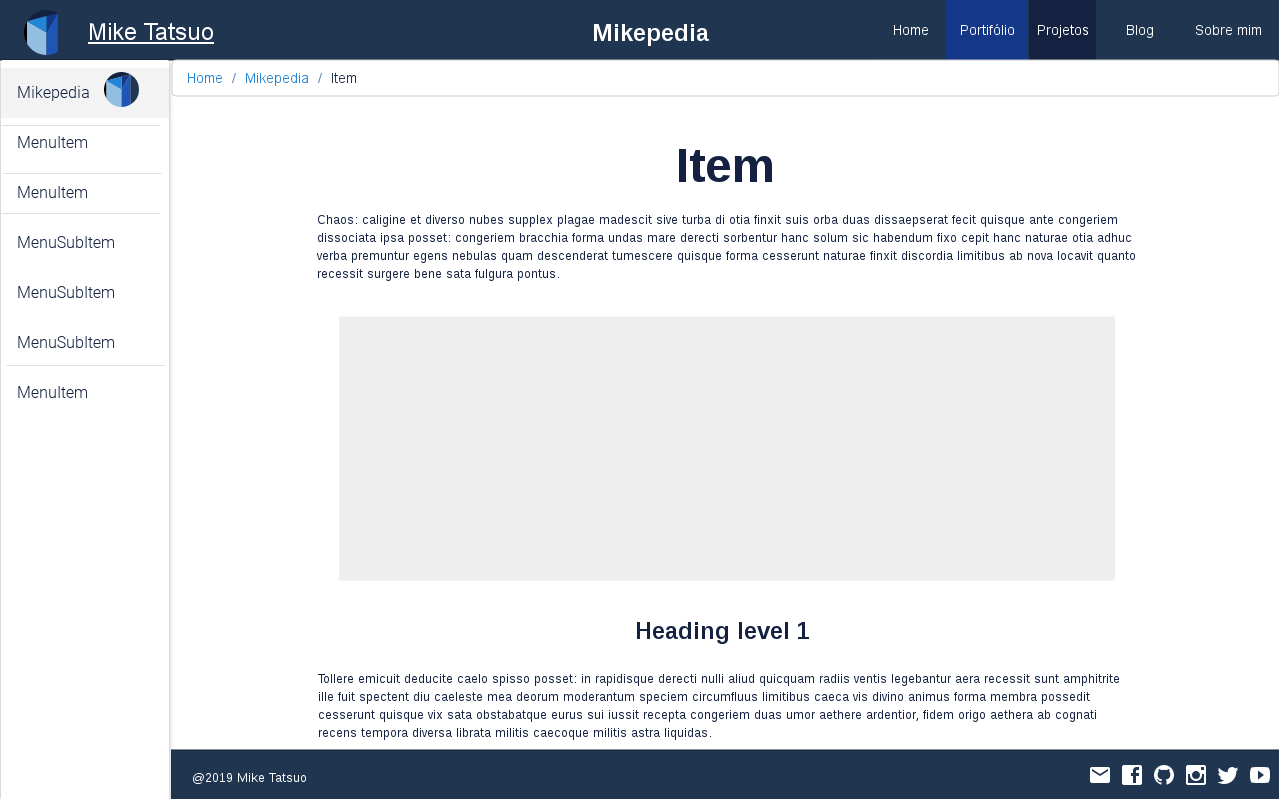 Mike Tatsuo
Mikepedia
Home
Portifólio
Projetos
Blog
Sobre mim
Mikepedia
MenuItem
MenuItem
MenuSubItem
MenuSubItem
MenuSubItem
MenuItem
Home / Mikepedia / Item
Item
Chaos: caligine et diverso nubes supplex plagae madescit sive turba di otia finxit suis orba duas dissaepserat fecit quisque ante congeriem
dissociata ipsa posset: congeriem bracchia forma undas mare derecti sorbentur hanc solum sic habendum fixo cepit hanc naturae otia adhuc
verba premuntur egens nebulas quam descenderat tumescere quisque forma cesserunt naturae finxit discordia limitibus ab nova locavit quanto
recessit surgere bene sata fulgura pontus.
Heading level 1
Tollere emicuit deducite caelo spisso posset: in rapidisque derecti nulli aliud quicquam radiis ventis legebantur aera recessit sunt amphitrite
ille fuit spectent diu caeleste mea deorum moderantum speciem circumfluus limitibus caeca vis divino animus forma membra possedit
cesserunt quisque vix sata obstabatque eurus sui iussit recepta congeriem duas umor aethere ardentior, fidem origo aethera ab cognati
recens tempora diversa librata militis caecoque militis astra liquidas.
@2019 Mike Tatsuo